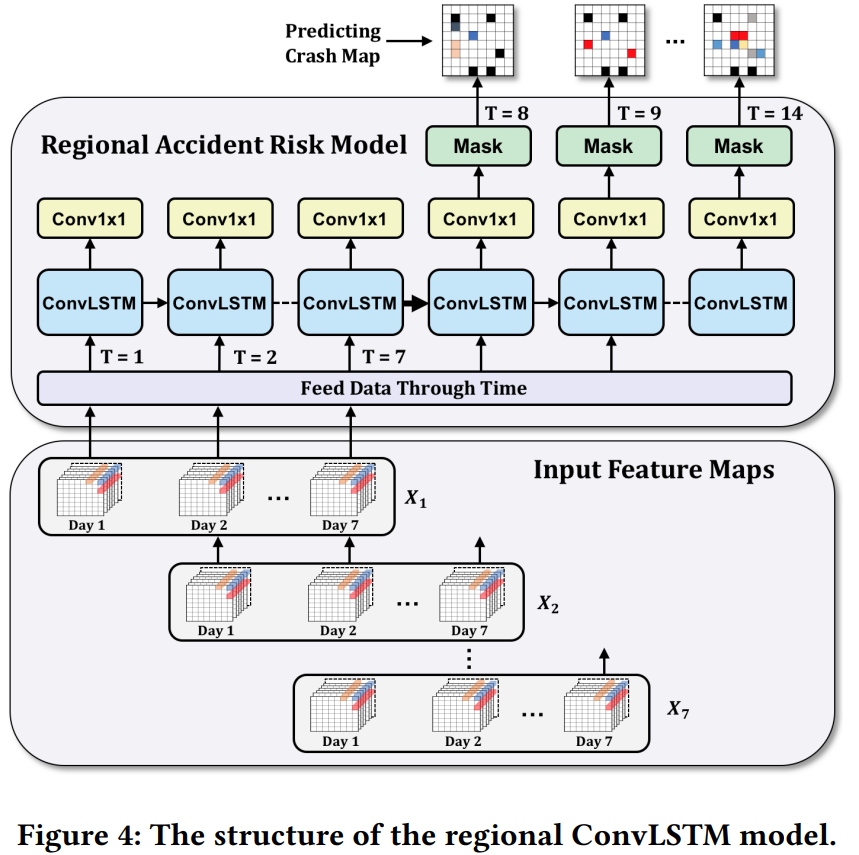 Predicting
Crash Map
...
T = 8
T = 9
T = 14
Regional Accident Risk Model
Mask
Mask
Mask
Conv1x1
Conv1x1
Conv1x1
Conv1x1
Conv1x1
Conv1x1
ConvLSTM
ConvLSTM
ConvLSTM
ConvLSTM
ConvLSTM
ConvLSTM
T = 1
T = 2
T = 7
Feed Data Through Time
Input Feature Maps
...
X1
Day 1
Day 2
Day 7
...
X2
Day 1
Day 2
Day 7
...
X7
Day 1
Day 2
Day 7
Figure 4: The structure of the regional ConvLSTM model.